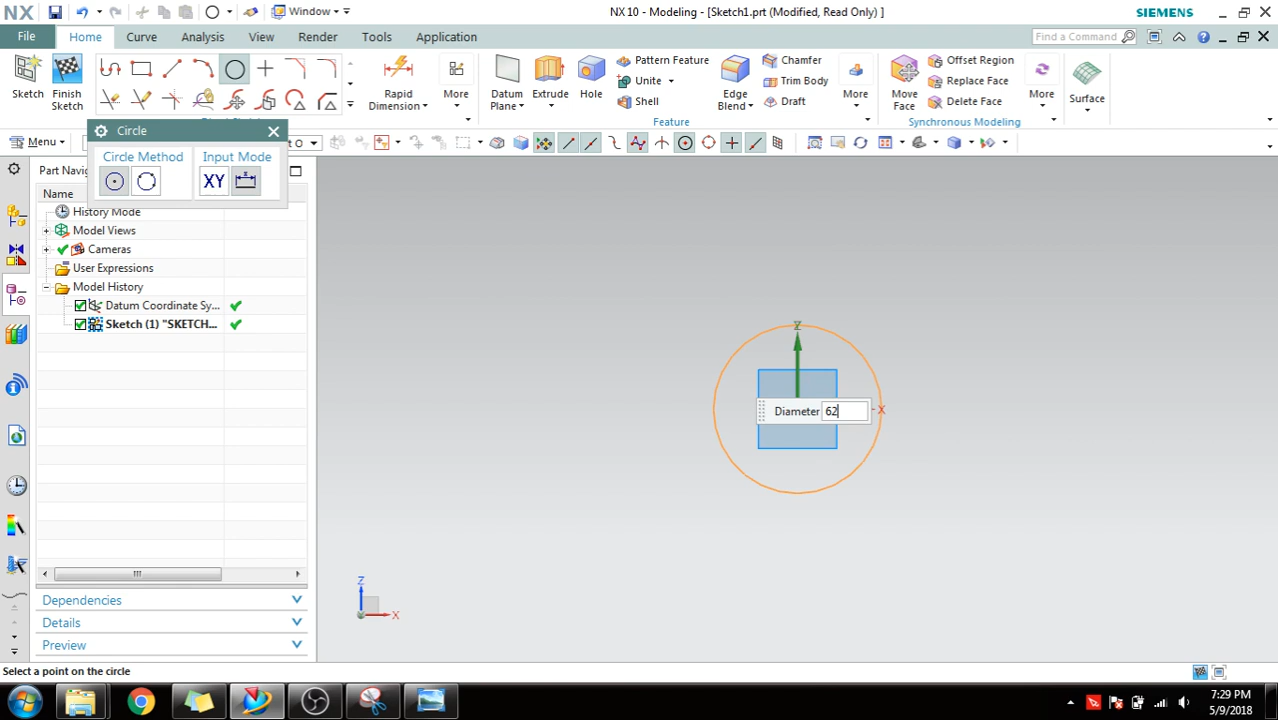 NX Window NX 10 - Modeling - [Sketch1.prt (Modified, Read Only) ] SIEMENS
File Home Curve Analysis View Render Tools Application Find a Command
Sketch Finish Sketch Rapid Dimension More Datum Plane Extrude Hole Pattern Feature Unite Shell Edge Blend Chamfer Trim Body Draft More Move Face Offset Region Replace Face Delete Face More Surface
Feature Synchronous Modeling
Menu
Circle
Circle Method Input Mode
XY
Part Navi
Name
History Mode
Model Views
Cameras
User Expressions
Model History
Datum Coordinate Sy...
Sketch (1) "SKETCH...
Z
Diameter 62 X
Z
X
Dependencies
Details
Preview
Select a point on the circle
7:29 PM
5/9/2018